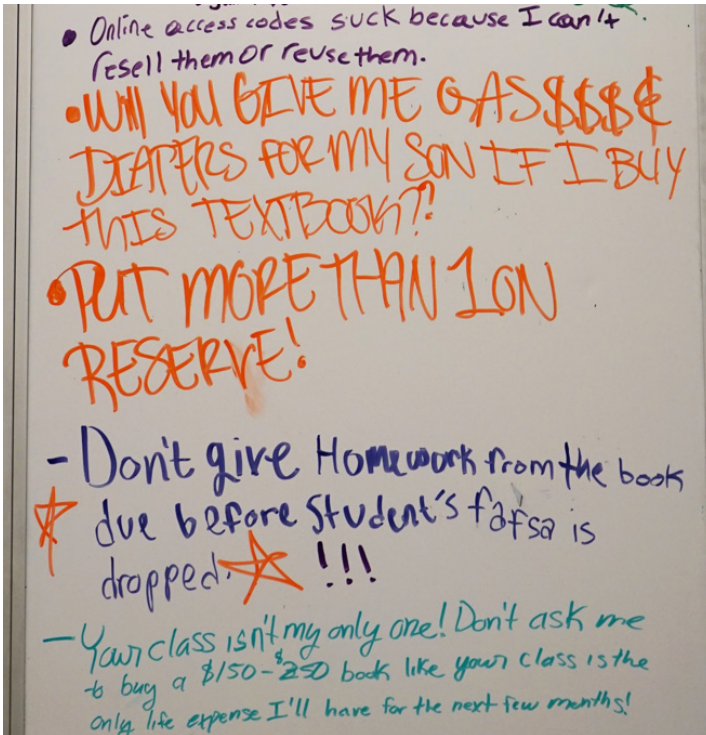 • Online access codes suck because I can't
resell them or reuse them.
• Will YOU GIVE ME GAS $$$ &
DIAPERS FOR MY SON IF I BUY
THIS TEXTBOOK??
• PUT MORE THAN 1 ON
RESERVE!
- Don't give Homework from the book
due before Student's fafsa is
dropped. !!!
- Your class isn't my only one! Don't ask me
to buy a $150-$250 book like your class is the
only life expense I'll have for the next few months!